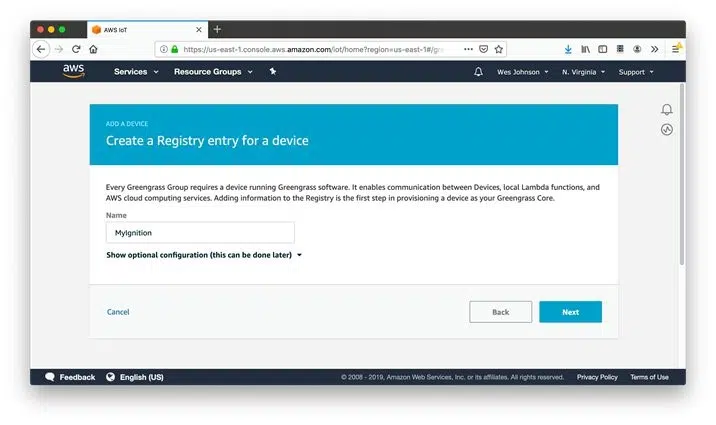 AWS IoT
https://us-east-1.console.aws.amazon.com/iot/home?region=us-east-1#/gre
aws
Services
Resource Groups
Wes Johnson
N. Virginia
Support
ADD A DEVICE
Create a Registry entry for a device
Every Greengrass Group requires a device running Greengrass software. It enables communication between Devices, local Lambda functions, and
AWS cloud computing services. Adding information to the Registry is the first step in provisioning a device as your Greengrass Core.
Name
MyIgnition
Show optional configuration (this can be done later)
Cancel
Back
Next
Feedback
English (US)
© 2008 - 2019, Amazon Web Services, Inc. or its affiliates. All rights reserved.
Privacy Policy
Terms of Use